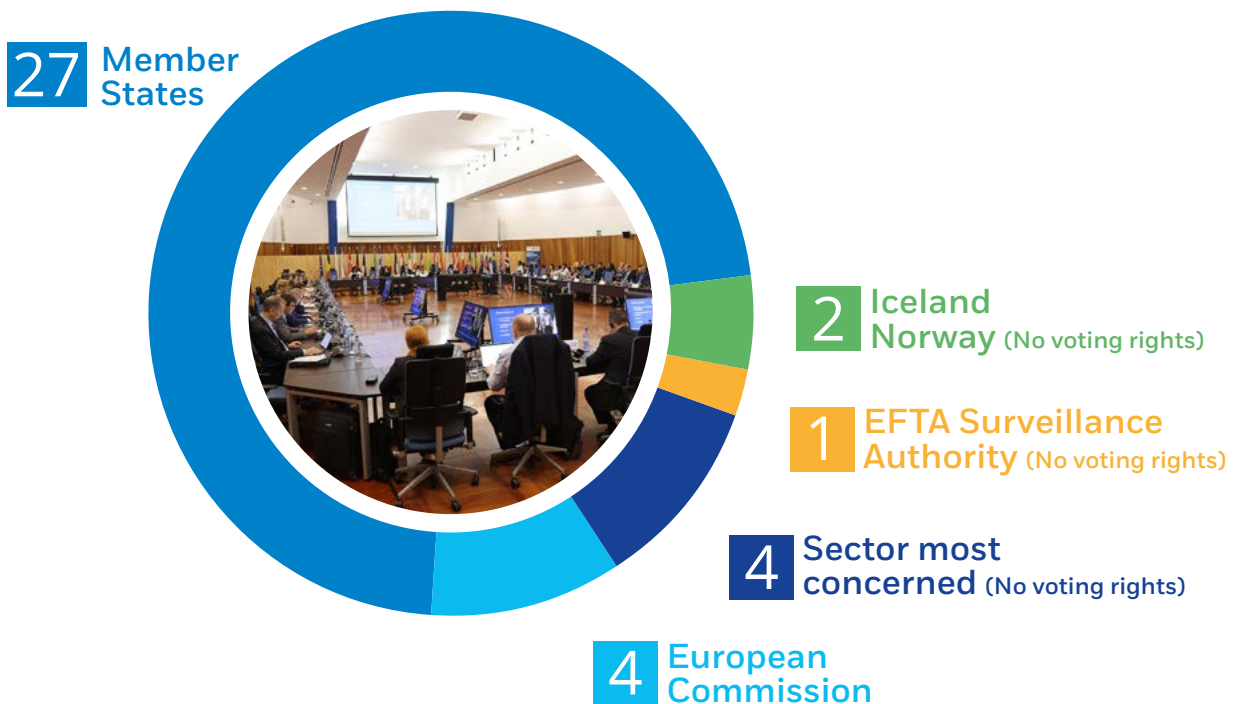 27 Member
States
2 Iceland
Norway (No voting rights)
1 EFTA Surveillance
Authority (No voting rights)
4 Sector most
concerned (No voting rights)
4 European
Commission